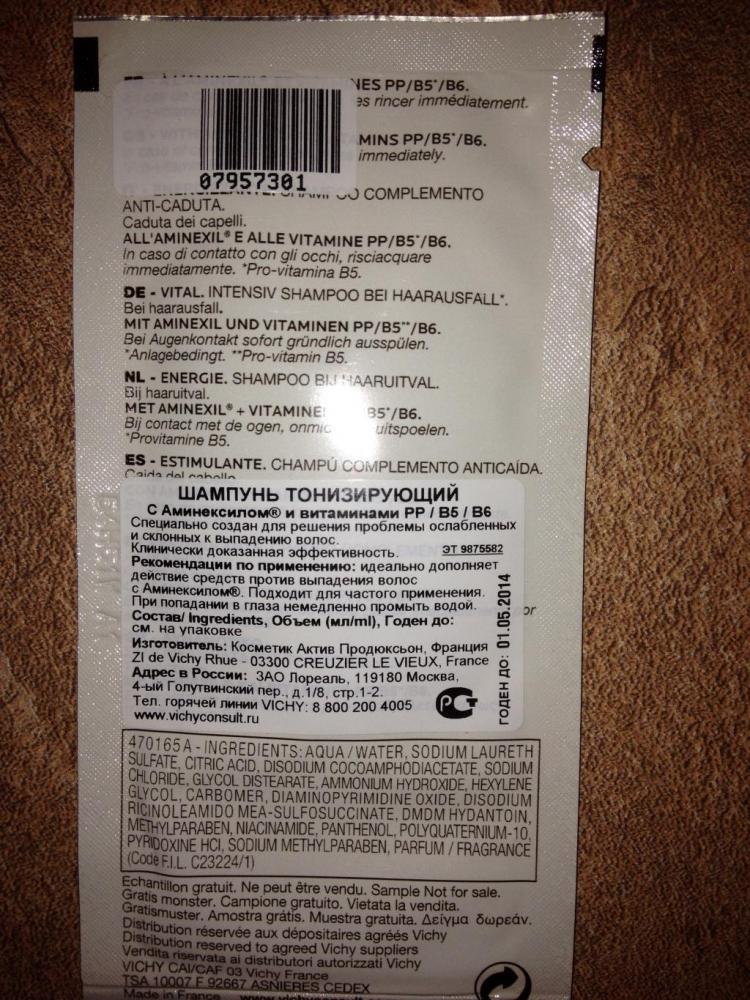 NES PP/B5*/B6.
es rincer immédiatement.
MINS PP/B5*/B6.
immediately.
07957301
COMPLEMENTO
ANTI-CADUTA.
Caduta dei capelli.
ALL'AMINEXIL® E ALLE VITAMINE PP/B5*/B6.
In caso di contatto con gli occhi, risciacquare
immediatamente. *Pro-vitamina B5.
DE - VITAL. INTENSIV SHAMPOO BEI HAARAUSFALL*.
Bei haarausfall.
MIT AMINEXIL UND VITAMINEN PP/B5**/B6.
Bei Augenkontakt sofort gründlich ausspülen.
*Anlagebedingt. **Pro-vitamin B5.
NL - ENERGIE. SHAMPOO BIJ HAARUITVAL.
Bij haaruitval.
MET AMINEXIL® + VITAMINE B5*/B6.
Bij contact met de ogen, onmid uitspoelen.
*Provitamine B5.
ES - ESTIMULANTE. CHAMPÚ COMPLEMENTO ANTICAÍDA.
Caida del cabello
ШАМПУНЬ ТОНИЗИРУЮЩИЙ
С Аминексилом® и витаминами PP / B5 / B6
Специально создан для решения проблемы ослабленных
и склонных к выпадению волос.
Клинически доказанная эффективность. ЭТ 9875582
Рекомендации по применению: идеально дополняет
действие средств против выпадения волос
с Аминексилом®. Подходит для частого применения.
При попадании в глаза немедленно промыть водой.
Состав/ Ingredients, Объем (мл/ml), Годен до:
см. на упаковке
Изготовитель: Косметик Актив Продюксьон, Франция
ZI de Vichy Rhue - 03300 CREUZIER LE VIEUX, France
Адрес в России: ЗАО Лореаль, 119180 Москва,
4-ый Голутвинский пер., д.1/8, стр.1-2.
Тел. горячей линии VICHY: 8 800 200 4005
www.vichyconsult.ru
ГОДЕН ДО: 01.05.2014
or
470165 A - INGREDIENTS: AQUA / WATER, SODIUM LAURETH
SULFATE, CITRIC ACID, DISODIUM COCOAMPHODIACETATE, SODIUM
CHLORIDE, GLYCOL DISTEARATE, AMMONIUM HYDROXIDE, HEXYLENE
GLYCOL, CARBOMER, DIAMINOPYRIMIDINE OXIDE, DISODIUM
RICINOLEAMIDO MEA-SULFOSUCCINATE, DMDM HYDANTOIN,
METHYLPARABEN, NIACINAMIDE, PANTHENOL, POLYQUATERNIUM-10,
PYRIDOXINE HCl, SODIUM METHYLPARABEN, PARFUM / FRAGRANCE
(Code F.I.L. C23224/1)
Echantillon gratuit. Ne peut être vendu. Sample Not for sale.
Gratis monster. Campione gratuito. Vietata la vendita.
Gratismuster. Amostra grátis. Muestra gratuita. Δείγμα δωρεάν.
Distribution réservée aux dépositaires agréés Vichy
Distribution reserved to agreed Vichy suppliers
Vendita riservata ai distributori autorizzati Vichy
VICHY CAI/CAF 03 Vichy France
TSA 10007 F 92667 ASNIERES CEDEX
Made in France www.vichyconsult